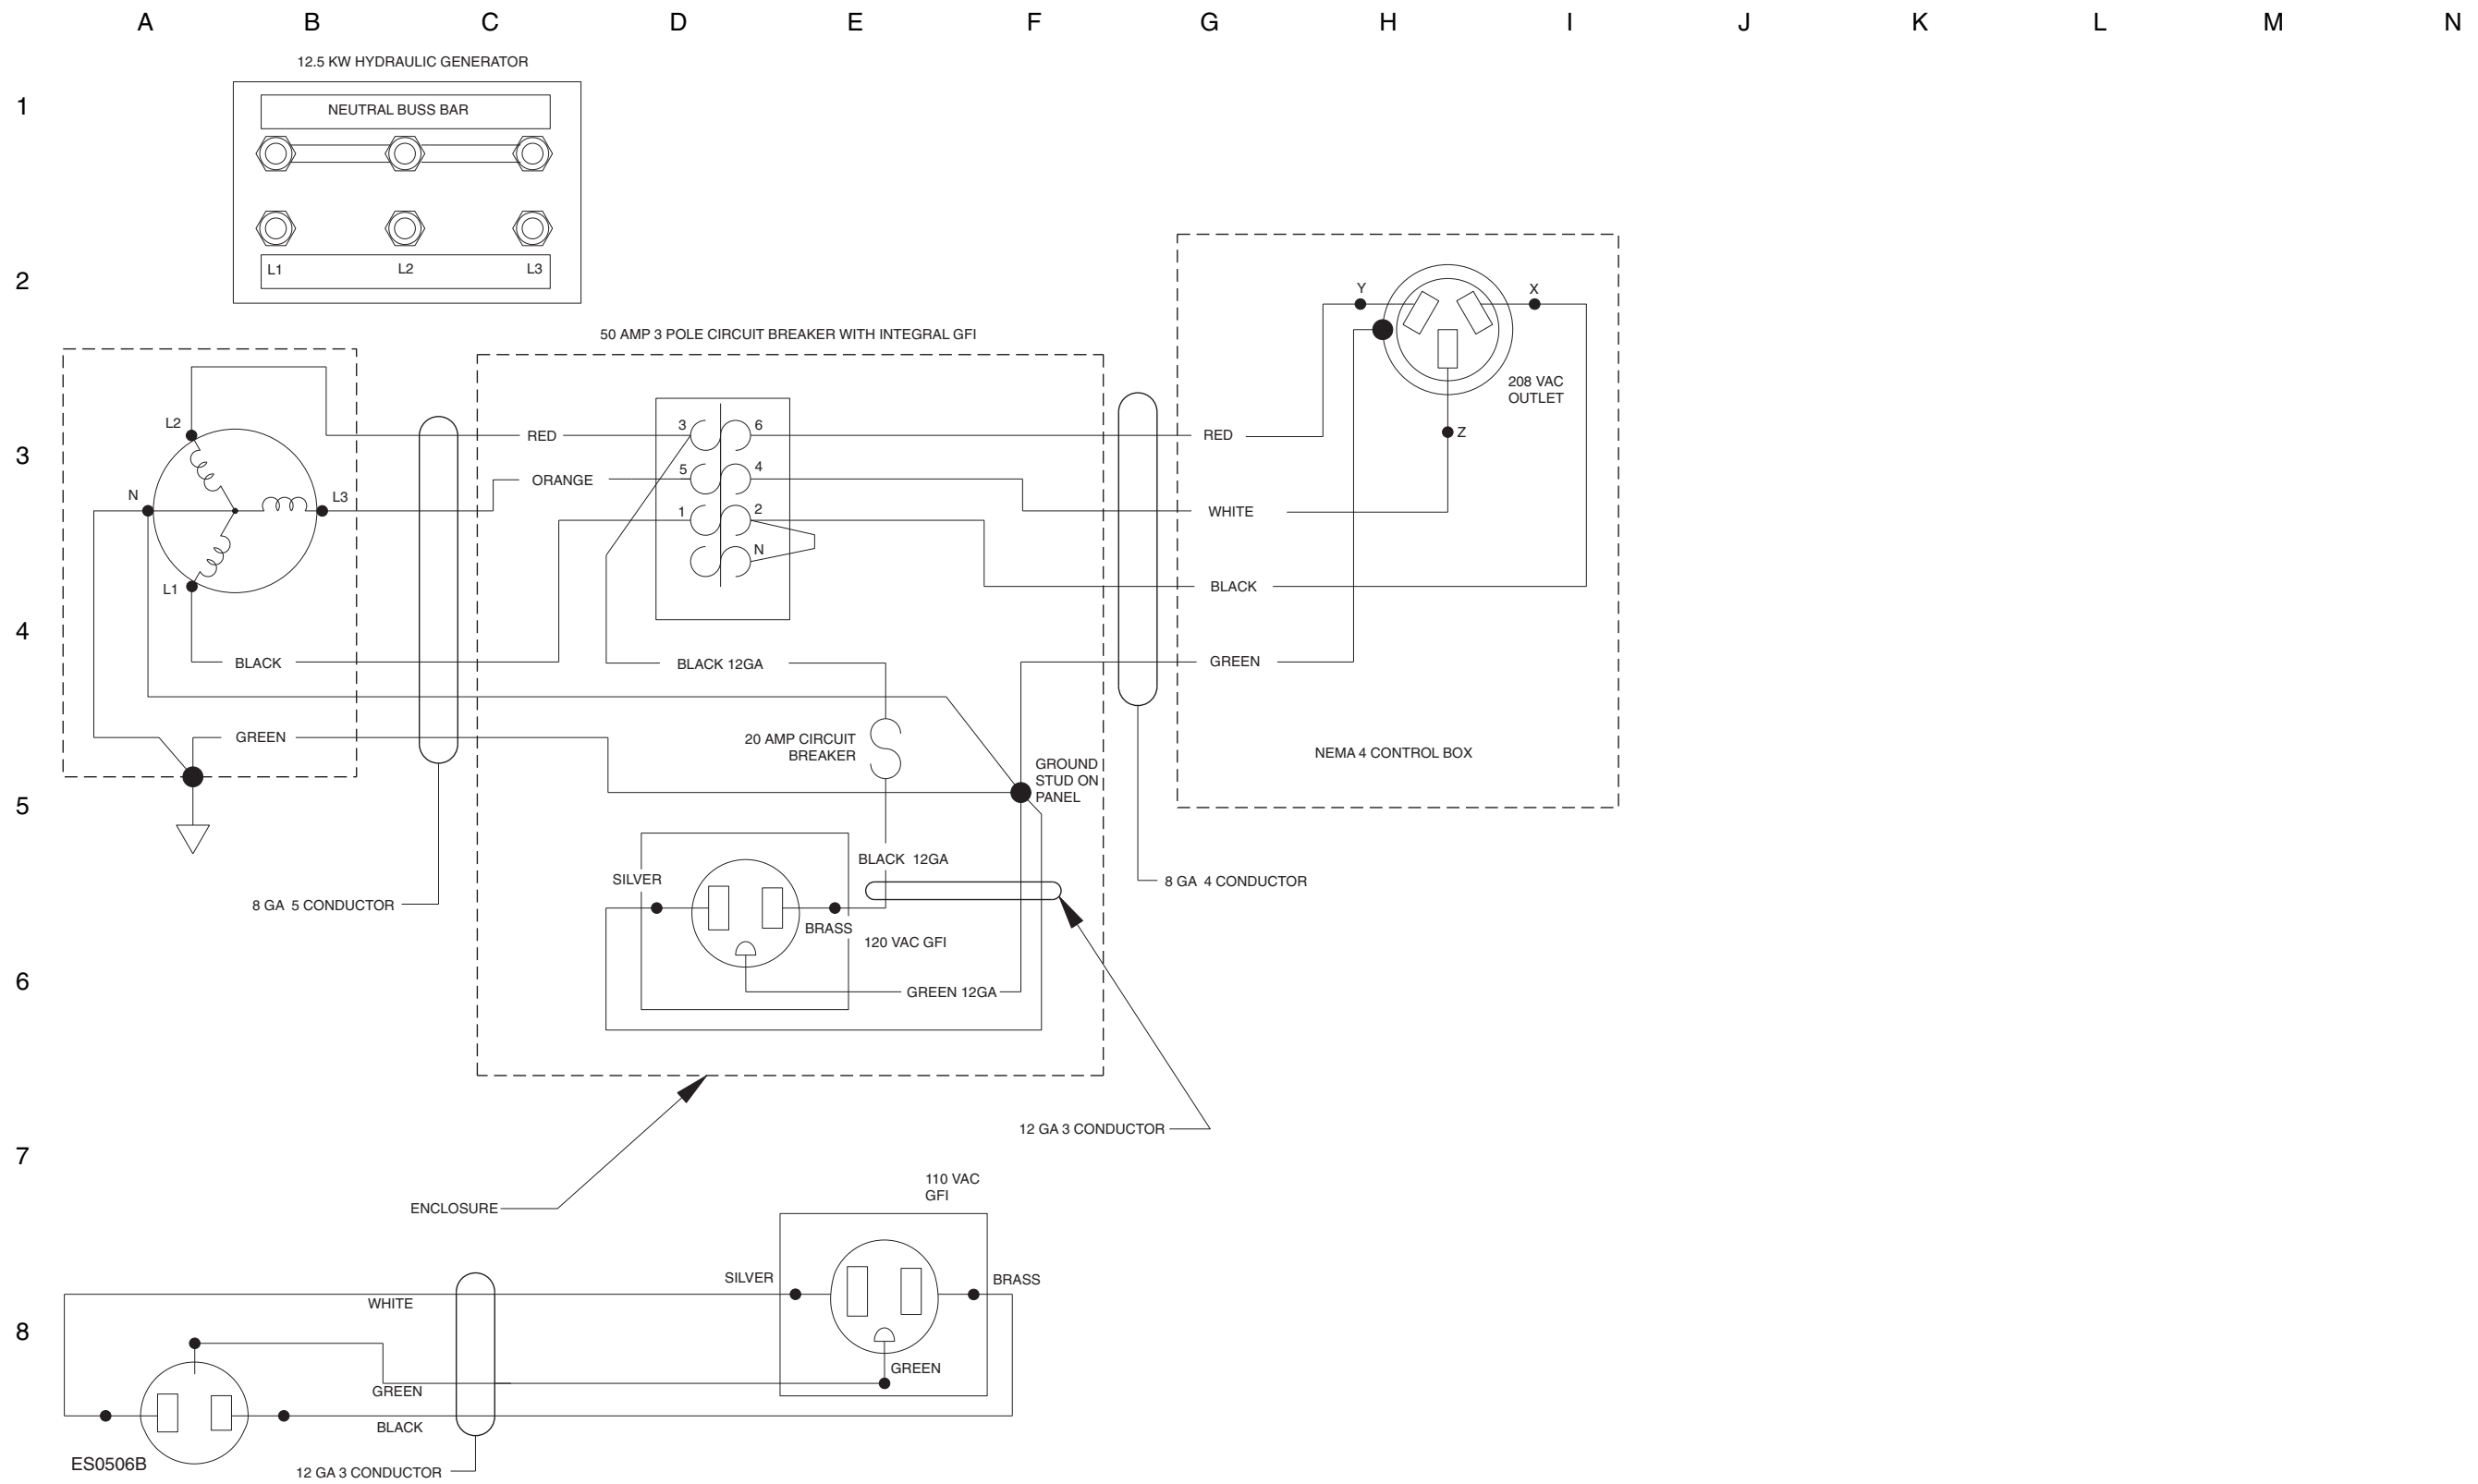 A B C D E F G H I J K L M N
12.5 KW HYDRAULIC GENERATOR
1
NEUTRAL BUSS BAR
2
L1 L2 L3
Y X
50 AMP 3 POLE CIRCUIT BREAKER WITH INTEGRAL GFI
208 VAC
OUTLET
L2
3 6
RED
RED
Z
3
5 4
ORANGE
N L3
1 2
WHITE
N
L1
BLACK
4
BLACK
BLACK 12GA
GREEN
GREEN
20 AMP CIRCUIT
BREAKER
NEMA 4 CONTROL BOX
GROUND
STUD ON
PANEL
5
BLACK 12GA
SILVER
8 GA 4 CONDUCTOR
8 GA 5 CONDUCTOR
BRASS
120 VAC GFI
6
GREEN 12GA
12 GA 3 CONDUCTOR
7
110 VAC
GFI
ENCLOSURE
SILVER BRASS
WHITE
8
GREEN
GREEN
BLACK
ES0506B
12 GA 3 CONDUCTOR